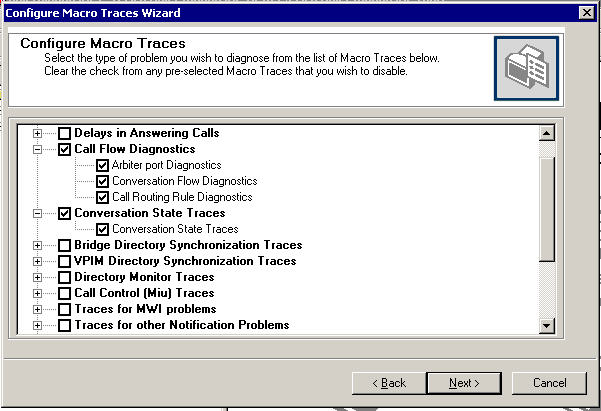 Configure Macro Traces Wizard
Configure Macro Traces
Select the type of problem you wish to diagnose from the list of Macro Traces below.
Clear the check from any pre-selected Macro Traces that you wish to disable.
Delays in Answering Calls
Call Flow Diagnostics
Arbiter port Diagnostics
Conversation Flow Diagnostics
Call Routing Rule Diagnostics
Conversation State Traces
Conversation State Traces
Bridge Directory Synchronization Traces
VPIM Directory Synchronization Traces
Directory Monitor Traces
Call Control (Miu) Traces
Traces for MWI problems
Traces for other Notification Problems
< Back Next > Cancel